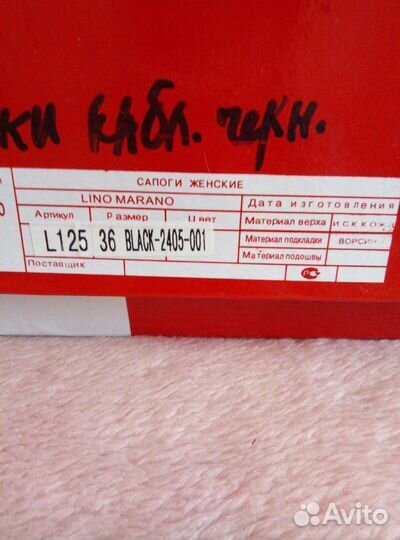 ки кабл. черн.
САПОГИ ЖЕНСКИЕ
LINO MARANO Дата изготовления
Артикул Размер Цвет Материал верха ИСККОЖА
L125 36 BLACK-2405-001 Материал подкладки ВОРСИН
Материал подошвы
Поставщик
Avito